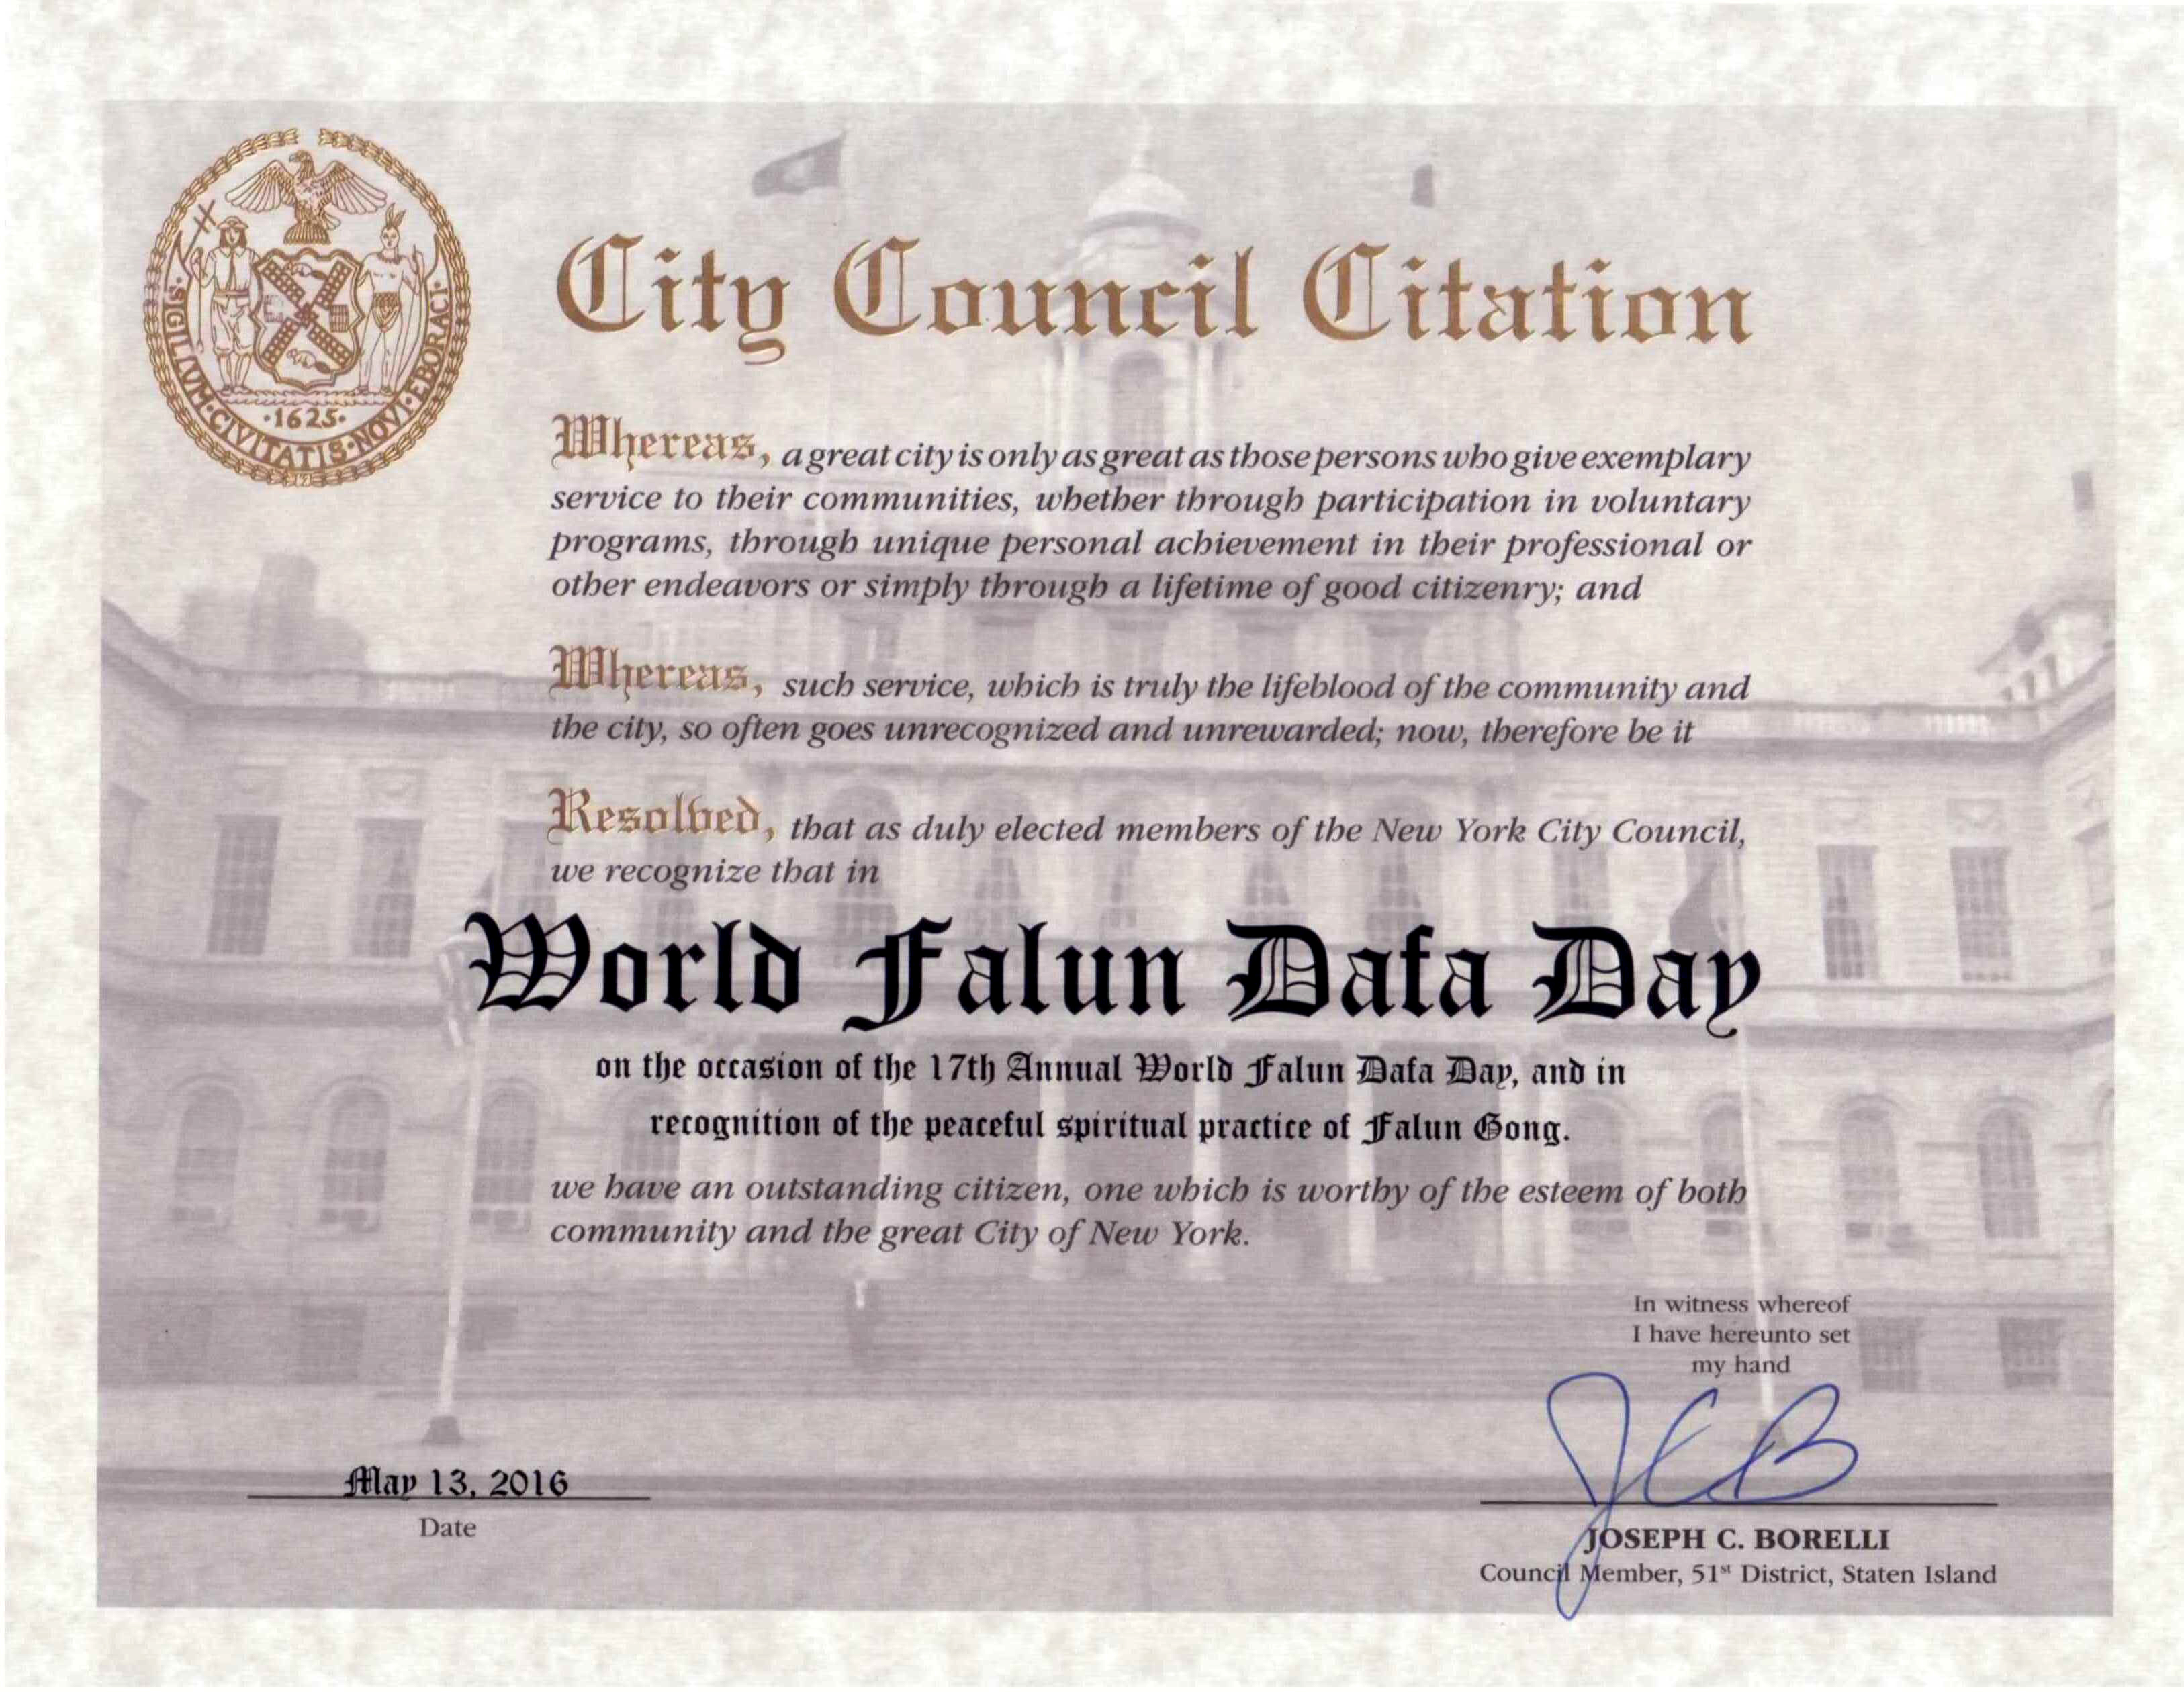 SIGILLUM·CIVITATIS·NOVI·EBORACI·
·1625·
City Council Citation
Whereas, a great city is only as great as those persons who give exemplary
service to their communities, whether through participation in voluntary
programs, through unique personal achievement in their professional or
other endeavors or simply through a lifetime of good citizenry; and
Whereas, such service, which is truly the lifeblood of the community and
the city, so often goes unrecognized and unrewarded; now, therefore be it
Resolved, that as duly elected members of the New York City Council,
we recognize that in
World Falun Dafa Day
on the occasion of the 17th Annual World Falun Dafa Day, and in
recognition of the peaceful spiritual practice of Falun Gong.
we have an outstanding citizen, one which is worthy of the esteem of both
community and the great City of New York.
In witness whereof
I have hereunto set
my hand
May 13, 2016
Date
JOSEPH C. BORELLI
Council Member, 51st District, Staten Island